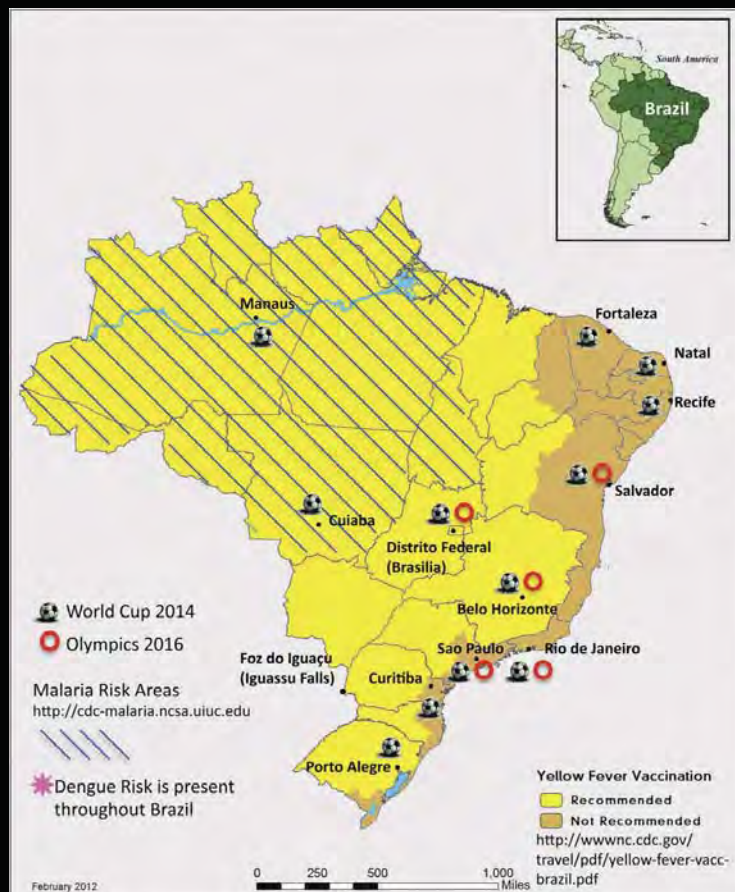 South America
Brazil
Manaus
Fortaleza
Natal
Recife
Salvador
Cuiaba
Distrito Federal
(Brasilia)
Belo Horizonte
World Cup 2014
Olympics 2016
Sao Paulo
Rio de Janeiro
Foz do Iguaçu
(Iguassu Falls)
Curitiba
Malaria Risk Areas
http://cdc-malaria.ncsa.uiuc.edu
Porto Alegre
Dengue Risk is present
throughout Brazil
Yellow Fever Vaccination
Recommended
Not Recommended
http://wwwnc.cdc.gov/
travel/pdf/yellow-fever-vacc-
brazil.pdf
February 2012
0 250 500 1,000
Miles